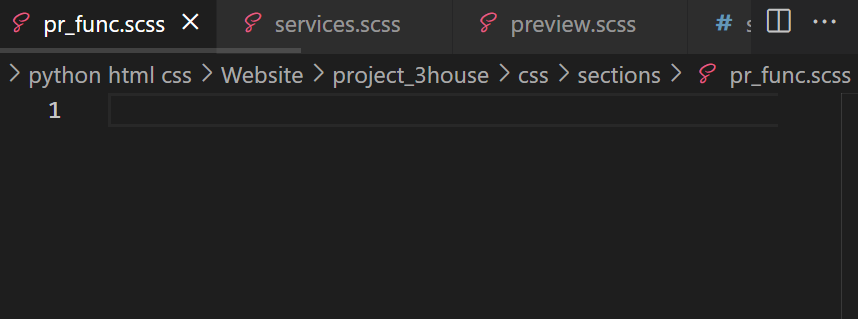 pr_func.scss services.scss preview.scss #
python html css Website project_3house css sections pr_func.scss
1